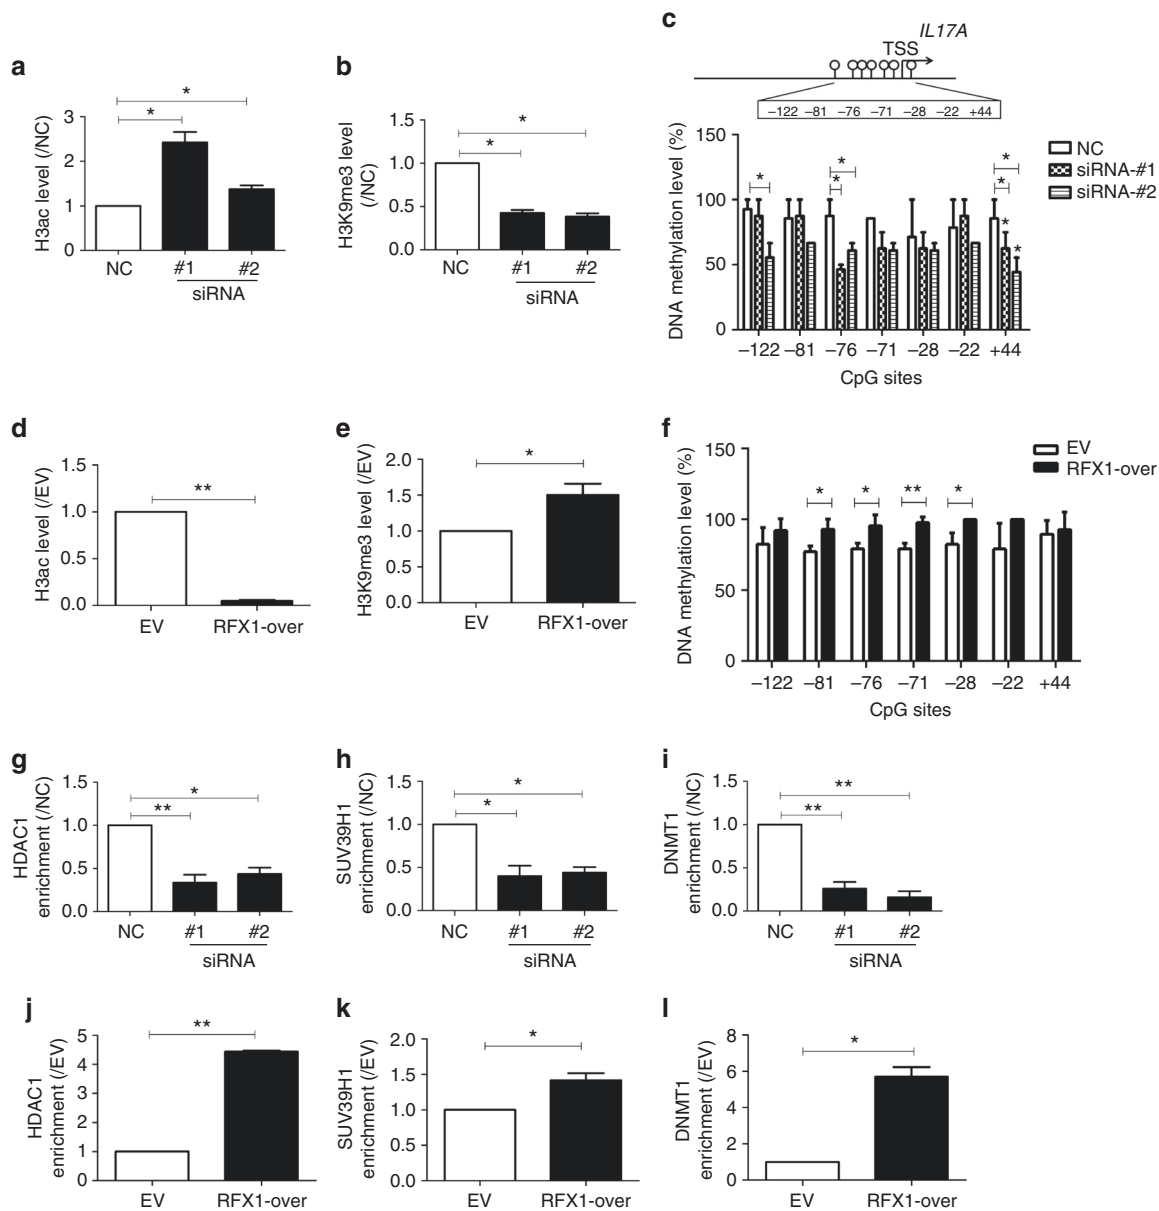 a
H3ac level (/NC)
3
2
1
0
*
*
NC
#1
#2
siRNA
b
H3K9me3 level
(/NC)
1.5
1.0
0.5
0.0
*
*
NC
#1
#2
siRNA
c
IL17A
TSS
−122 −81 −76 −71 −28 −22 +44
DNA methylation level (%)
150
100
50
0
*
*
*
*
*
*
*
NC
siRNA-#1
siRNA-#2
−122 −81 −76 −71 −28 −22 +44
CpG sites
d
H3ac level (/EV)
1.5
1.0
0.5
0.0
**
EV
RFX1-over
e
H3K9me3 level (/EV)
2.0
1.5
1.0
0.5
0.0
*
EV
RFX1-over
f
DNA methylation level (%)
150
100
50
0
*
*
**
*
EV
RFX1-over
−122 −81 −76 −71 −28 −22 +44
CpG sites
g
HDAC1
enrichment (/NC)
1.5
1.0
0.5
0.0
*
**
NC
#1
#2
siRNA
h
SUV39H1
enrichment (/NC)
1.5
1.0
0.5
0.0
*
*
NC
#1
#2
siRNA
i
DNMT1
enrichment (/NC)
1.5
1.0
0.5
0.0
**
**
NC
#1
#2
siRNA
j
HDAC1
enrichment (/EV)
5
4
3
2
1
0
**
EV
RFX1-over
k
SUV39H1
enrichment (/EV)
2.0
1.5
1.0
0.5
0.0
*
EV
RFX1-over
l
DNMT1
enrichment (/EV)
8
6
4
2
0
*
EV
RFX1-over